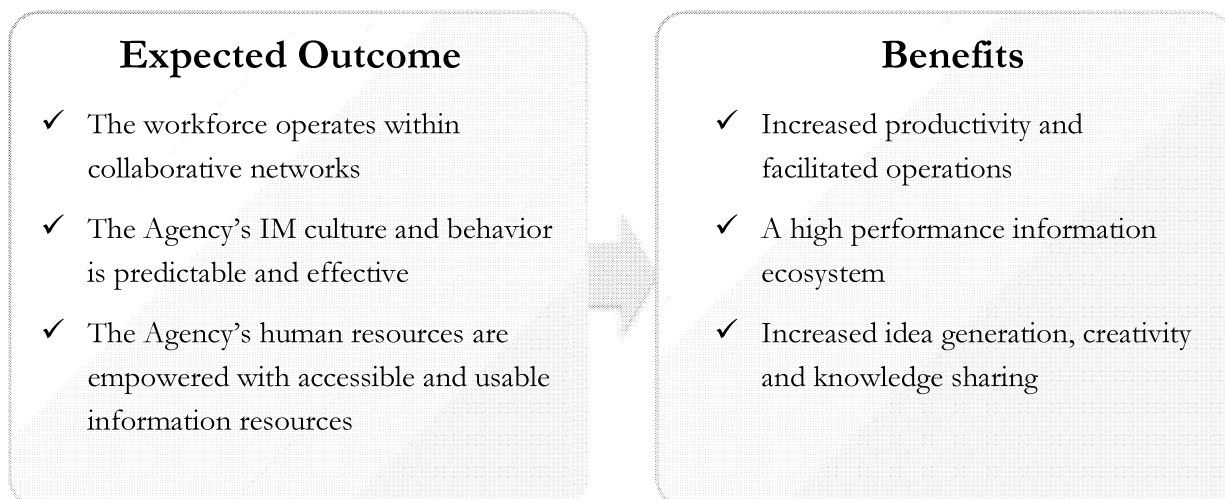 Expected Outcome
✓ The workforce operates within
collaborative networks
✓ The Agency’s IM culture and behavior
is predictable and effective
✓ The Agency’s human resources are
empowered with accessible and usable
information resources
Benefits
✓ Increased productivity and
facilitated operations
✓ A high performance information
ecosystem
✓ Increased idea generation, creativity
and knowledge sharing